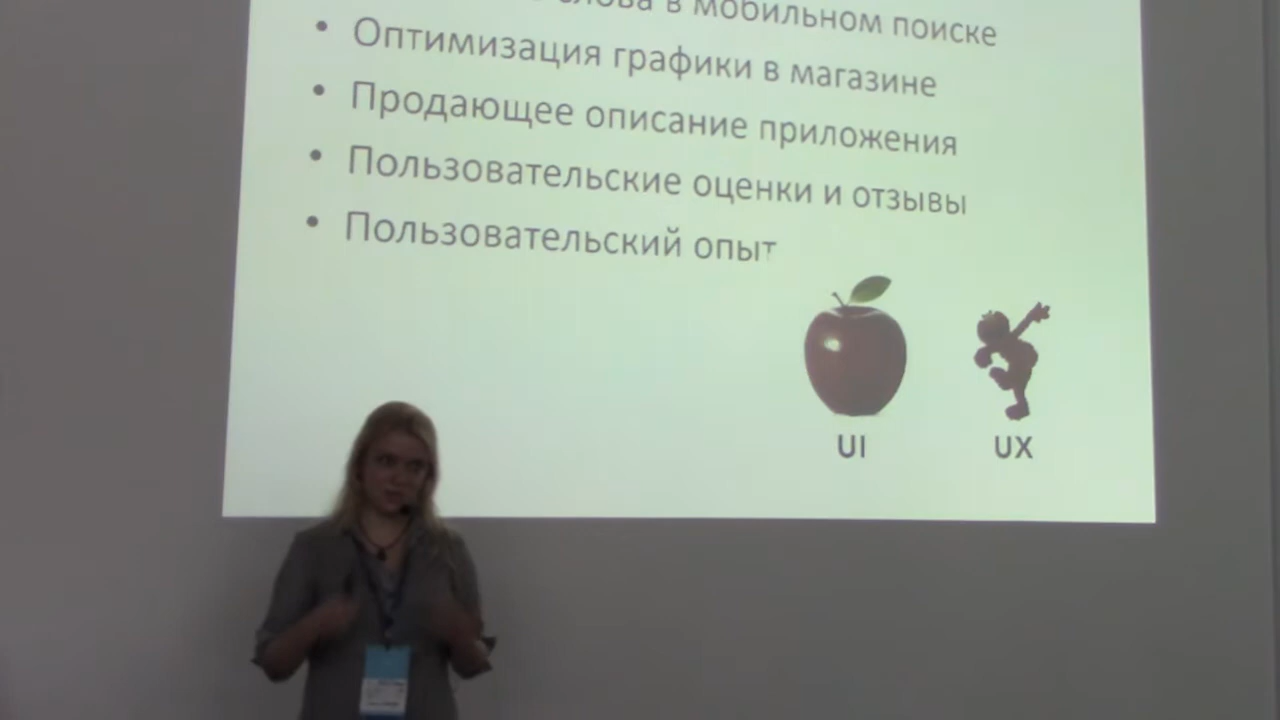 слова в мобильном поиске
• Оптимизация графики в магазине
• Продающее описание приложения
• Пользовательские оценки и отзывы
• Пользовательский опыт
UI
UX